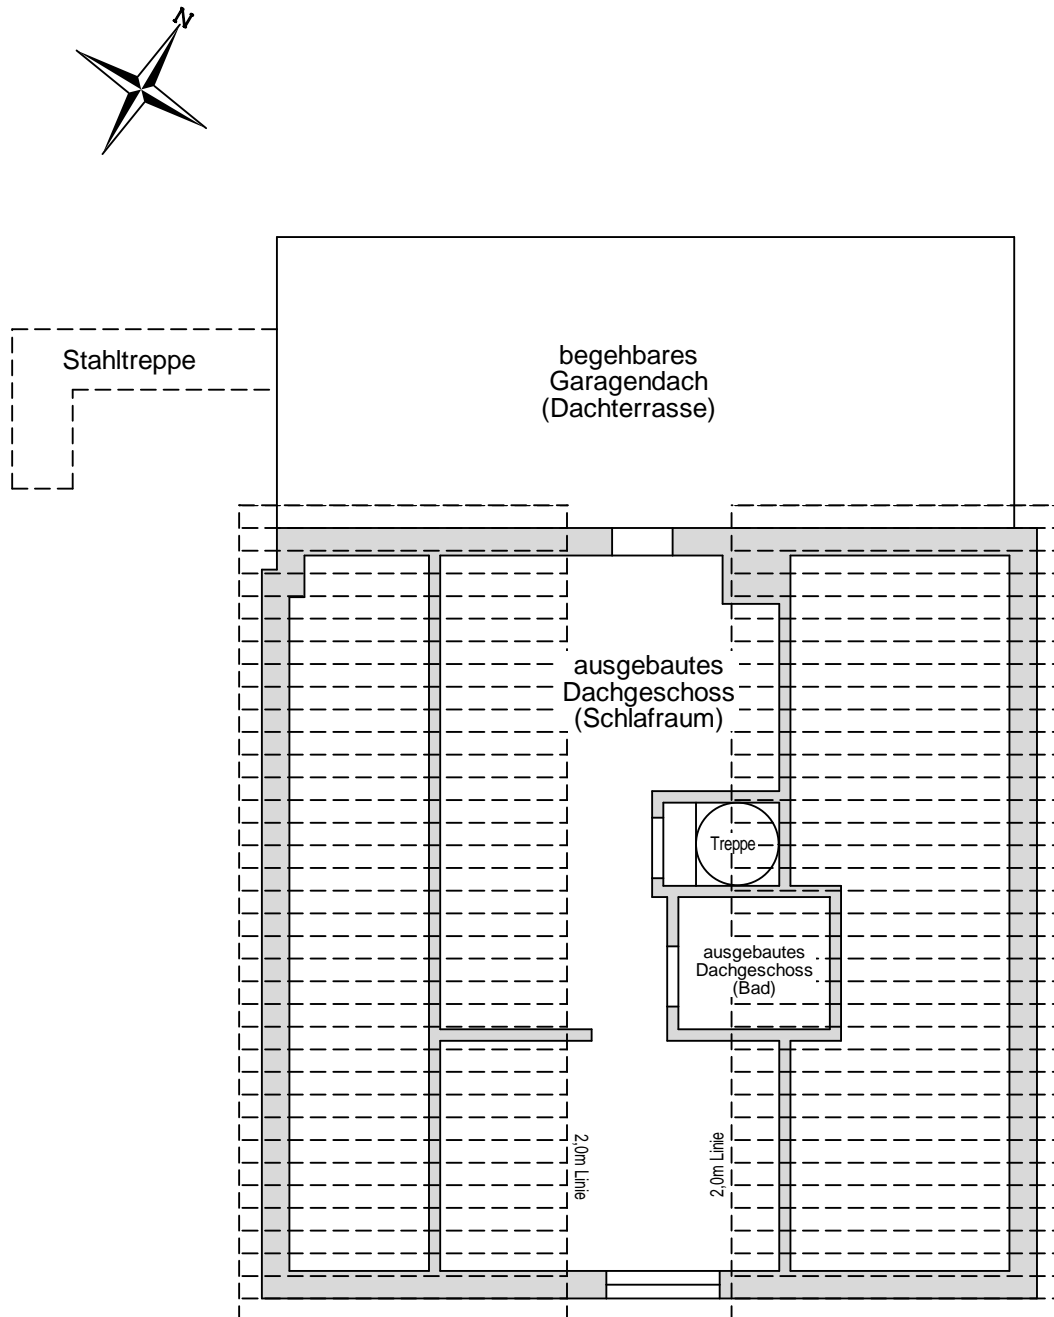 N
Stahltreppe
begehbares
Garagendach
(Dachterrasse)
ausgebautes
Dachgeschoss
(Schlafraum)
Treppe
ausgebautes
Dachgeschoss
(Bad)
2,0m Linie
2,0m Linie